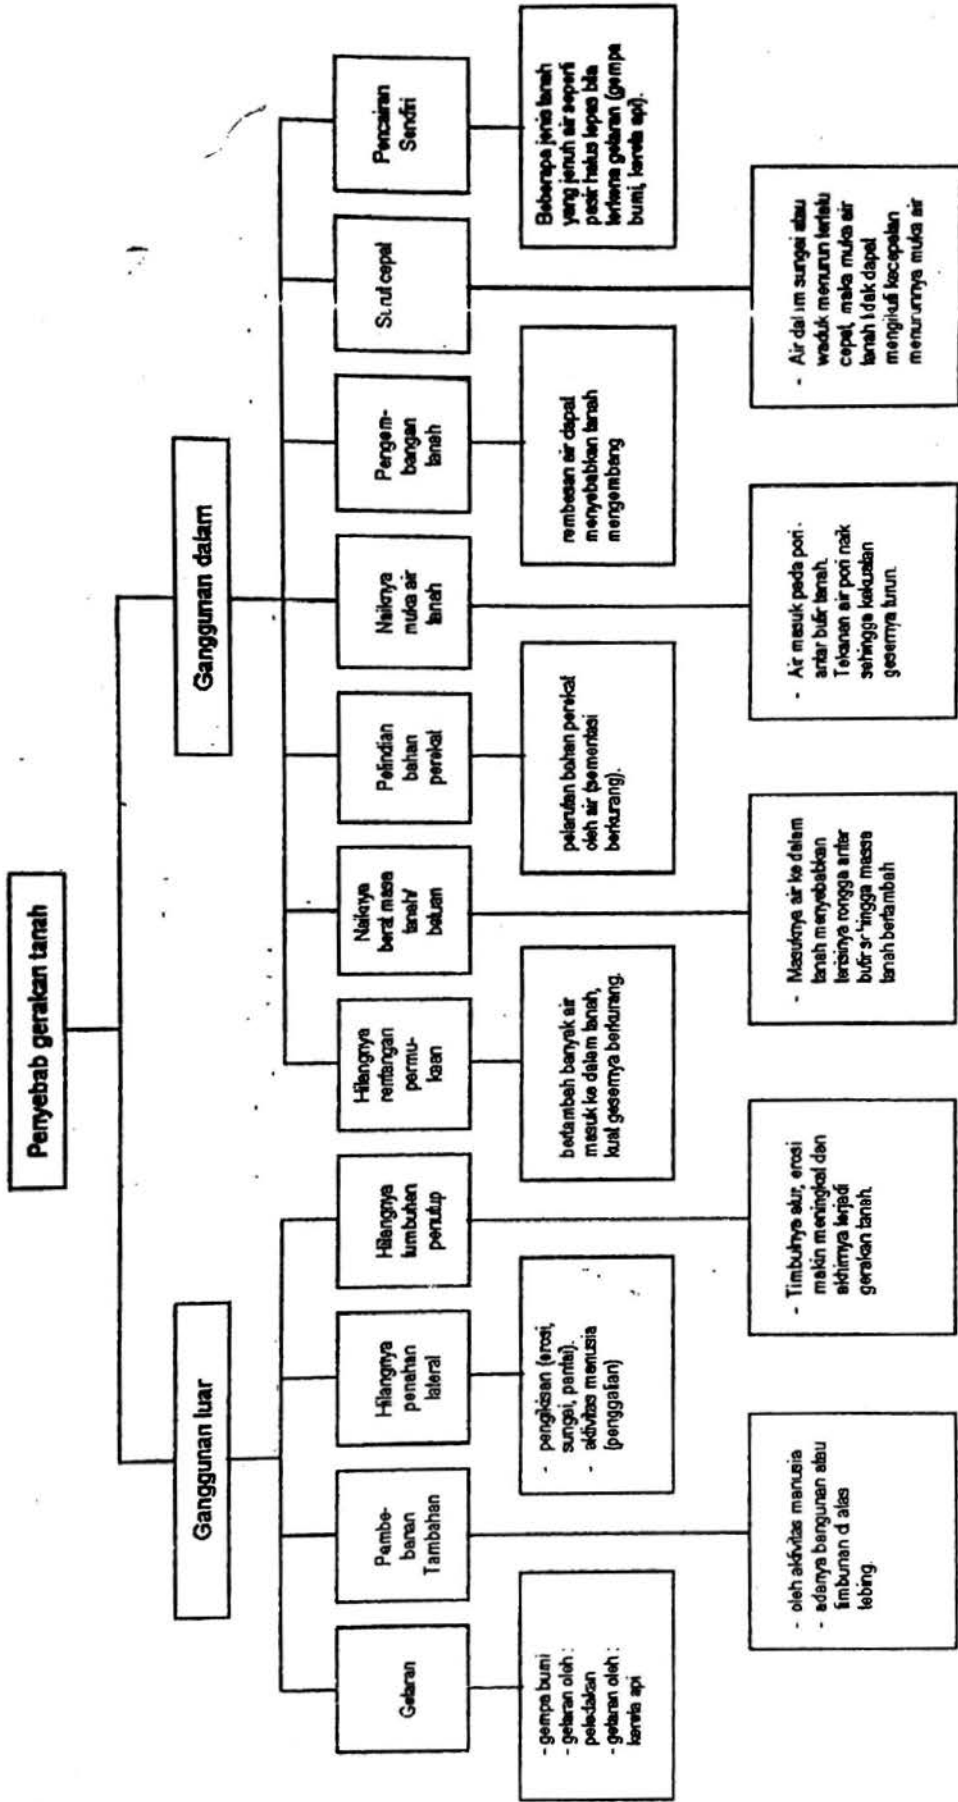 Penyebab gerakan tanah
Ganggunan luar
Ganggunan dalam
Getaran
Pembe-
banan
Tambahan
Hilangnya
penahan
lateral
Hilangnya
tumbuhan
penutup
Hilangnya
rentangan
permu-
kaan
Naiknya
berat masa
tanah/
batuan
Pelindian
bahan
perekat
Naiknya
muka air
tanah
Pengem-
bangan
tanah
Surut cepat
Pencairan
Sendiri
- gempa bumi
- getaran oleh :
peledakan
- getaran oleh :
kereta api
- pengikisan (erosi,
sungai, pantai).
- aktivitas manusia
(penggalian)
bertambah banyak air
masuk ke dalam tanah,
kuat gesernya berkurang.
pelarutan bahan perekat
oleh air (sementasi
berkurang).
rembesan air dapat
menyebabkan tanah
mengembang
Beberapa jenis tanah
yang jenuh air seperti
pasir halus lepas bila
terkena getaran (gempa
bumi, kereta api).
- oleh aktivitas manusia
- adanya bangunan atau
timbunan di atas
tebing.
- Timbulnya alur, erosi
makin meningkat dan
akhirnya terjadi
gerakan tanah.
- Masuknya air ke dalam
tanah menyebabkan
terisinya rongga antar
butir sehingga massa
tanah bertambah
- Air masuk pada pori-
antar butir tanah.
Tekanan air pori naik
sehingga kekuatan
gesernya turun.
- Air dalam sungai atau
waduk menurun terlalu
cepat, maka muka air
tanah tidak dapat
mengikuti kecepatan
menurunnya muka air